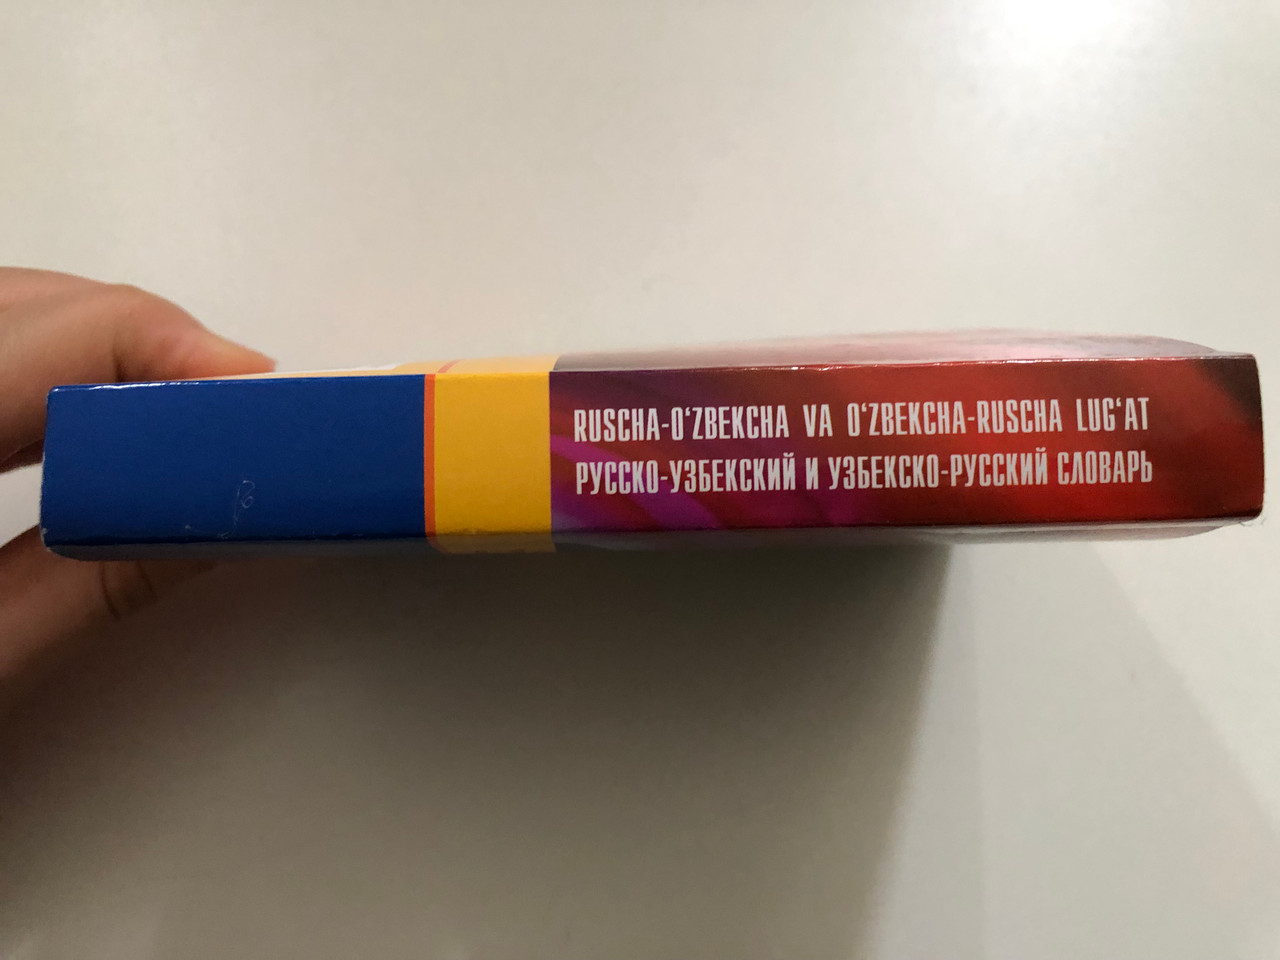 RUSCHA-O‘ZBEKCHA VA O‘ZBEKCHA-RUSCHA LUG‘AT
РУССКО-УЗБЕКСКИЙ И УЗБЕКСКО-РУССКИЙ СЛОВАРЬ